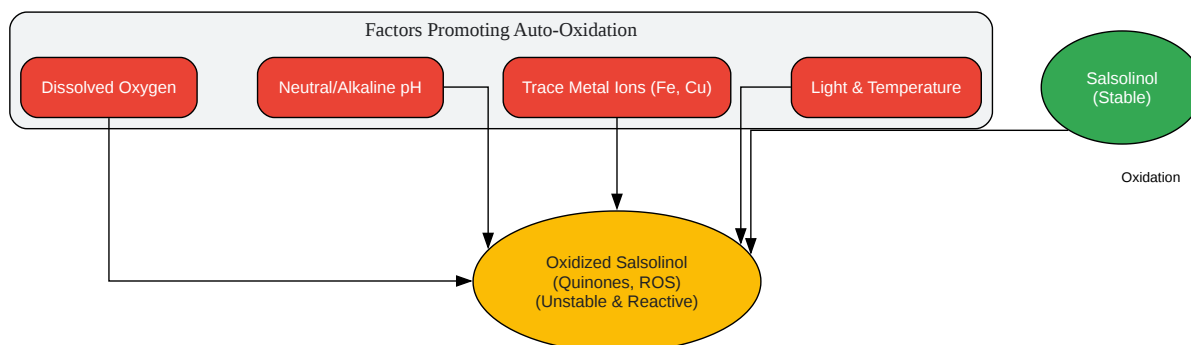 Factors Promoting Auto-Oxidation
Dissolved Oxygen
Neutral/Alkaline pH
Trace Metal Ions (Fe, Cu)
Light & Temperature
Salsolinol
(Stable)
Oxidation
Oxidized Salsolinol
(Quinones, ROS)
(Unstable & Reactive)